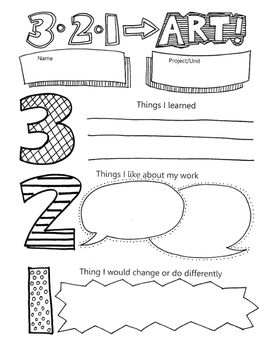 3·2·1→ART!
Name
Project/Unit
3
Things I learned
2
Things I like about my work
1
Thing I would change or do differently